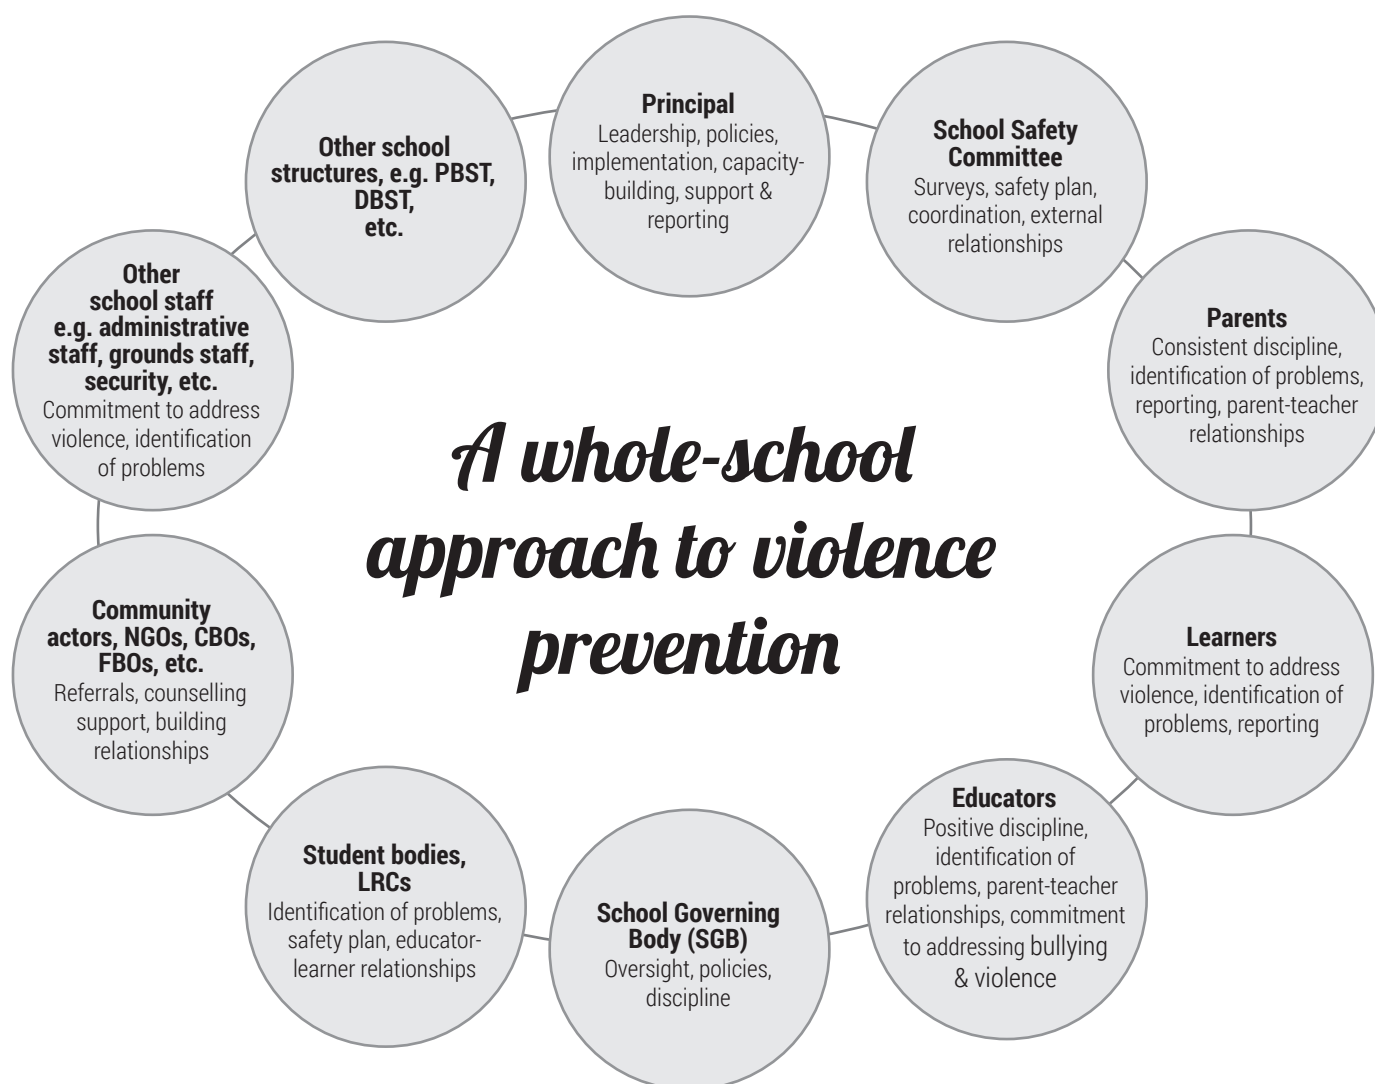 Principal
Leadership, policies,
implementation, capacity-
building, support &
reporting
School Safety
Committee
Surveys, safety plan,
coordination, external
relationships
Parents
Consistent discipline,
identification of problems,
reporting, parent-teacher
relationships
Learners
Commitment to address
violence, identification of
problems, reporting
Educators
Positive discipline,
identification of
problems, parent-teacher
relationships, commitment
to addressing bullying
& violence
School Governing
Body (SGB)
Oversight, policies,
discipline
Student bodies,
LRCs
Identification of problems,
safety plan, educator-
learner relationships
Community
actors, NGOs, CBOs,
FBOs, etc.
Referrals, counselling
support, building
relationships
Other
school staff
e.g. administrative
staff, grounds staff,
security, etc.
Commitment to address
violence, identification
of problems
Other school
structures, e.g. PBST,
DBST,
etc.
A whole-school
approach to violence
prevention